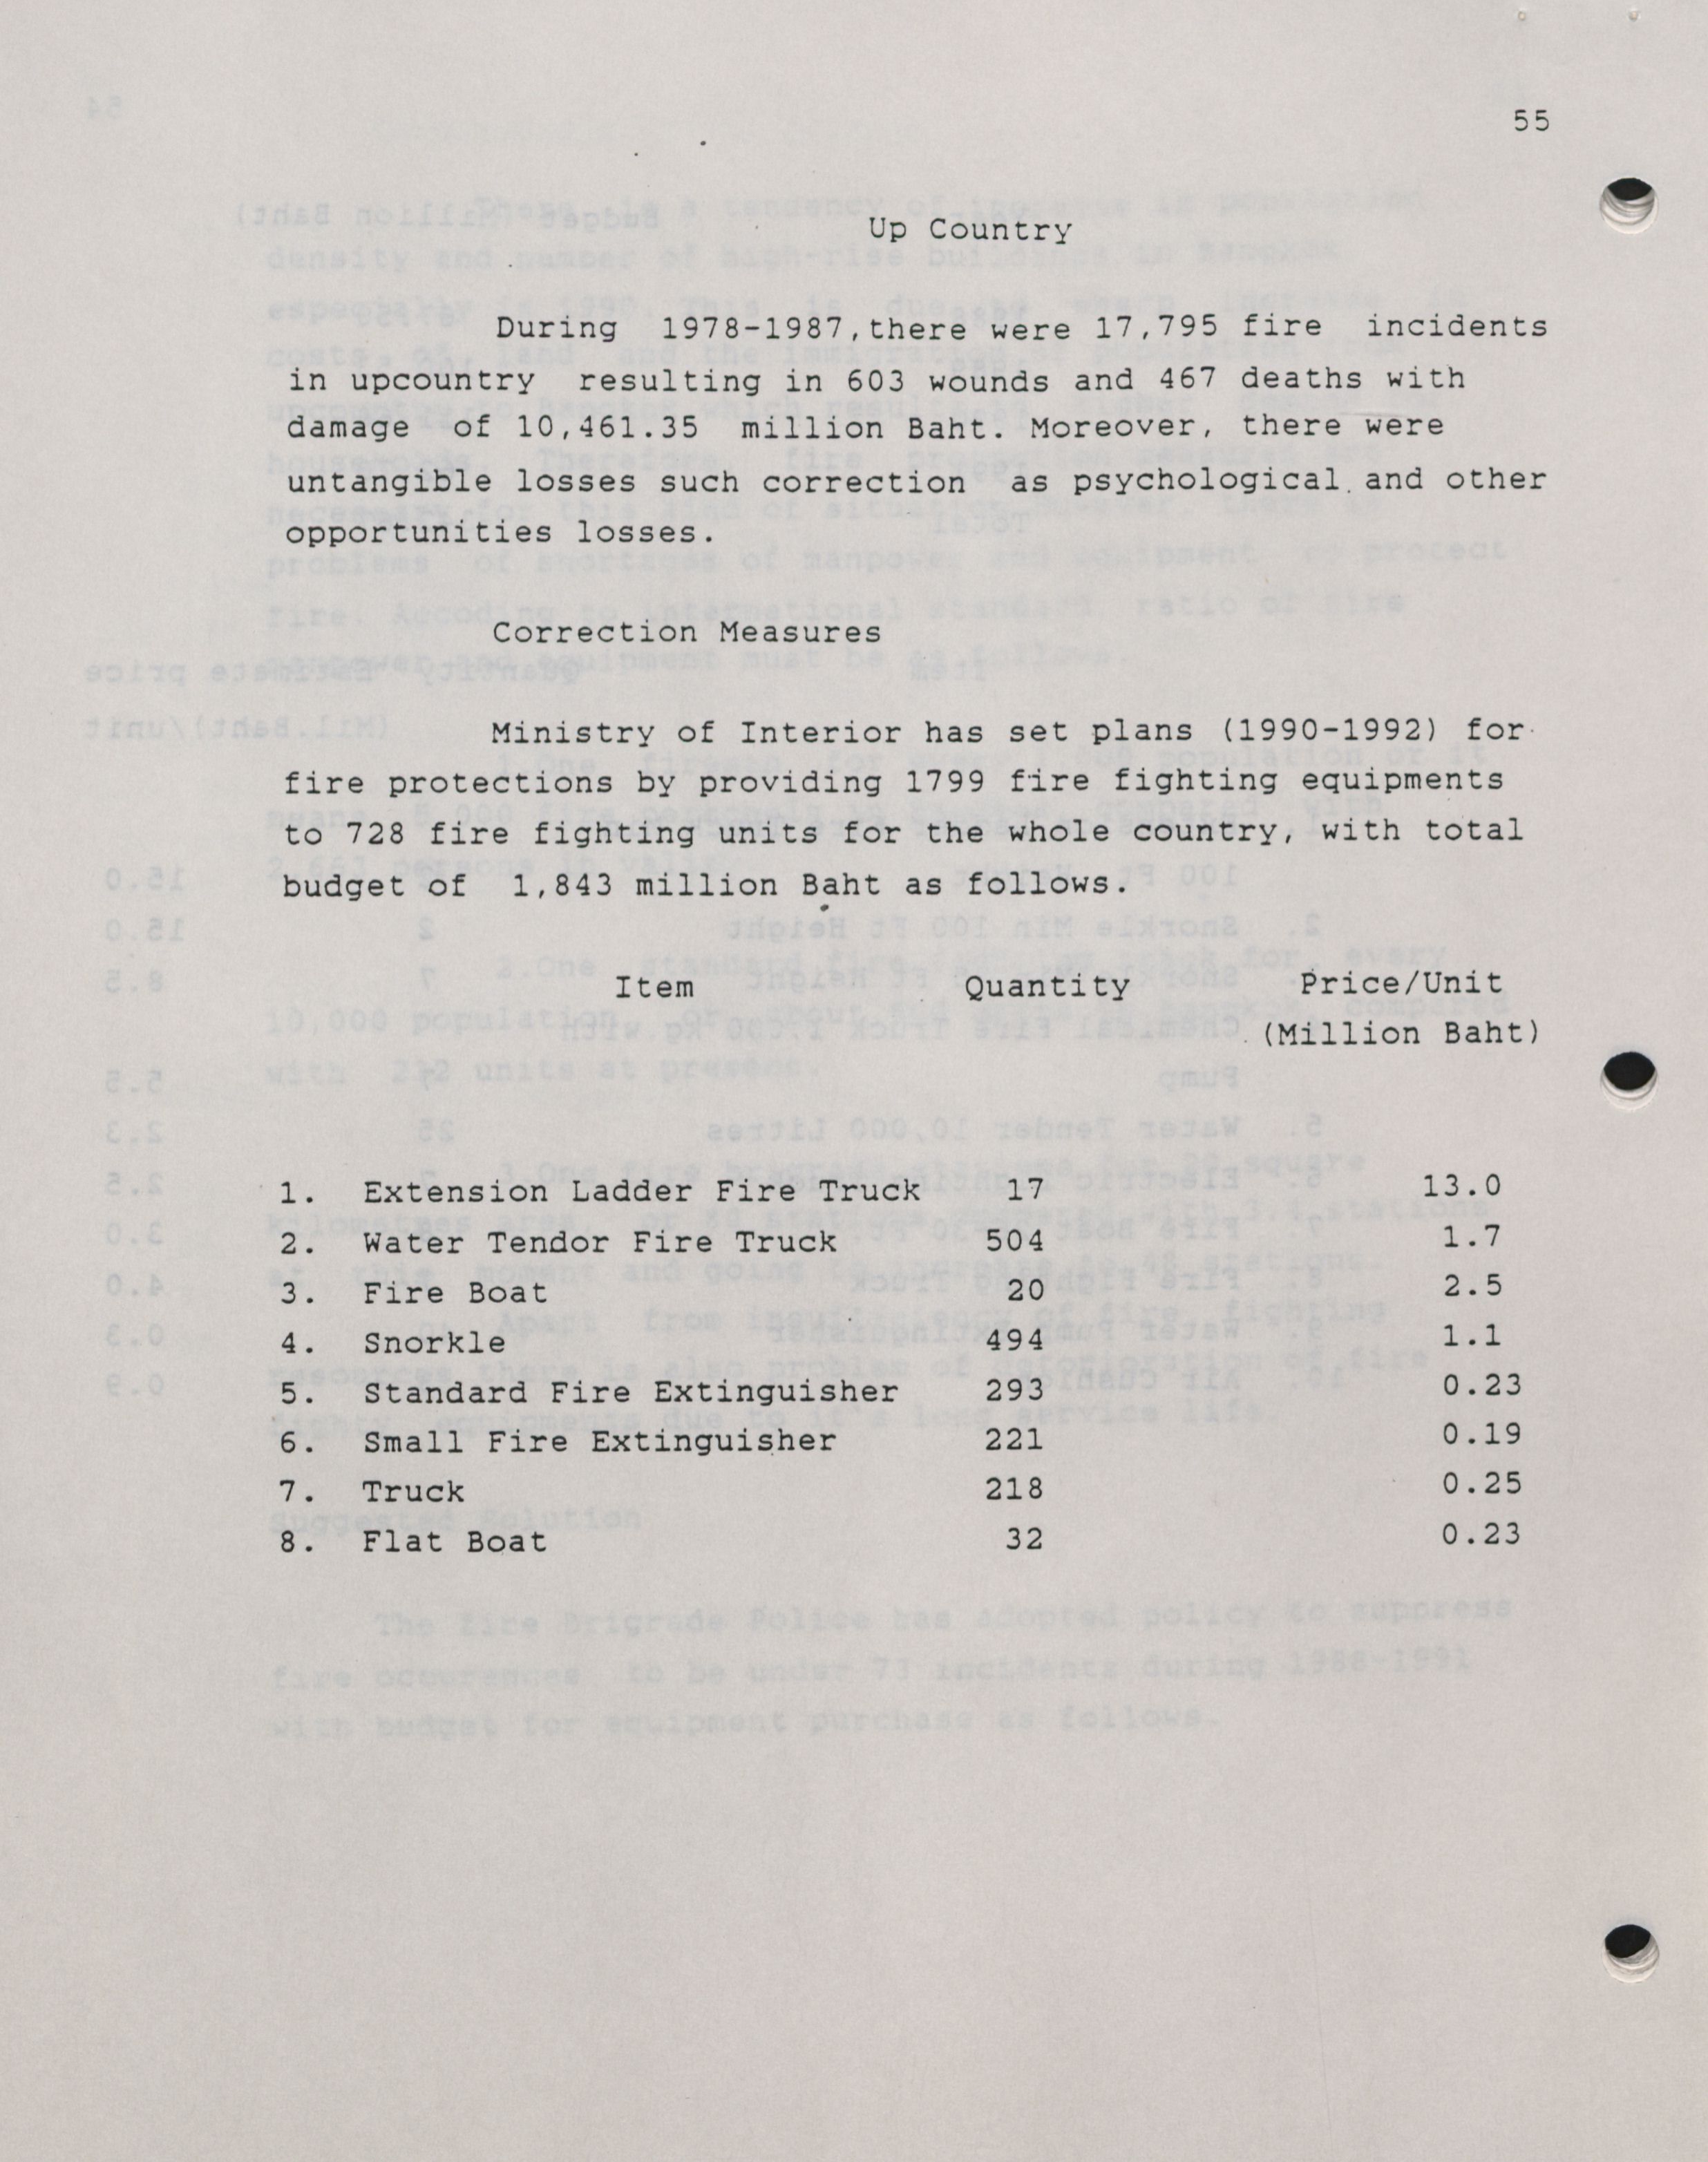 55
Up Country
During 1978-1987,there were 17,795 fire incidents
in upcountry resulting in 603 wounds and 467 deaths with
damage of 10,461.35 million Baht. Moreover, there were
untangible losses such correction as psychological and other
opportunities losses.
Correction Measures
Ministry of Interior has set plans (1990-1992) for
fire protections by providing 1799 fire fighting equipments
to 728 fire fighting units for the whole country, with total
budget of 1,843 million Baht as follows.
Item Quantity Price/Unit
(Million Baht)
1. Extension Ladder Fire Truck 17 13.0
2. Water Tendor Fire Truck 504 1.7
3. Fire Boat 20 2.5
4. Snorkle 494 1.1
5. Standard Fire Extinguisher 293 0.23
6. Small Fire Extinguisher 221 0.19
7. Truck 218 0.25
8. Flat Boat 32 0.23